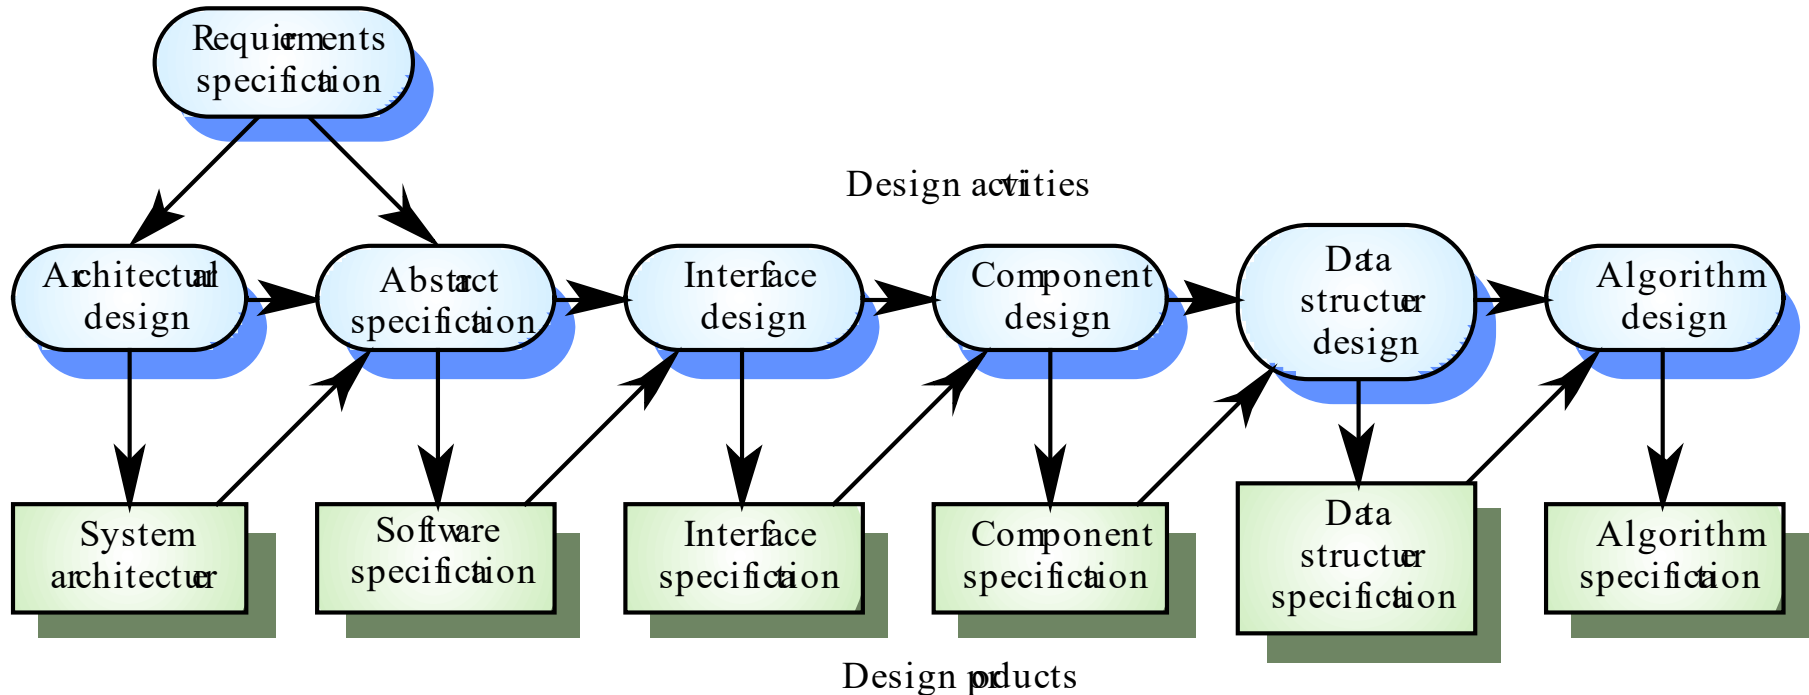 Requirements
specification
Design activities
Architectural
design
Abstract
specification
Interface
design
Component
design
Data
structure
design
Algorithm
design
System
architecture
Software
specification
Interface
specification
Component
specification
Data
structure
specification
Algorithm
specification
Design products